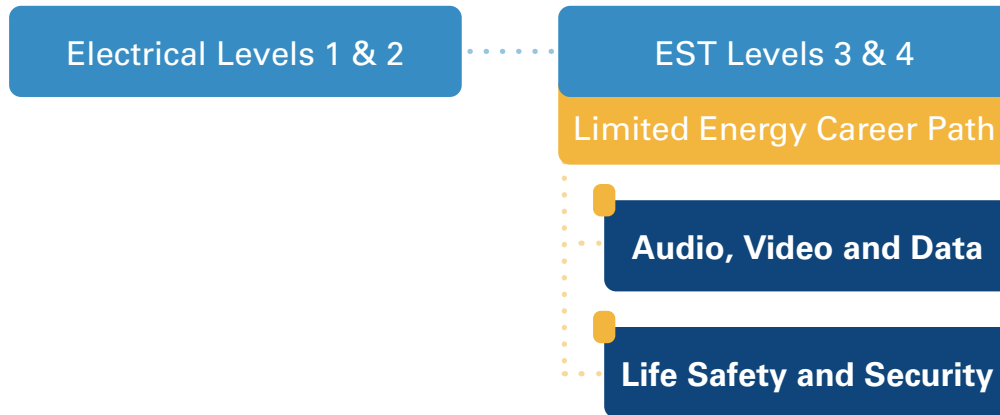 Electrical Levels 1 & 2
EST Levels 3 & 4
Limited Energy Career Path
Audio, Video and Data
Life Safety and Security